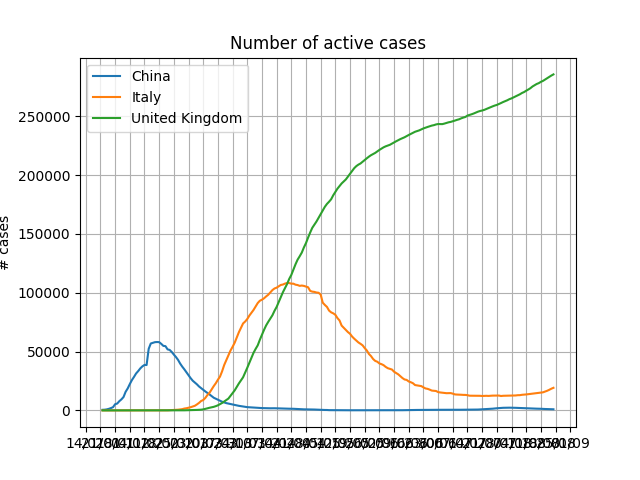 Number of active cases
China
Italy
United Kingdom
# cases
250000
200000
150000
100000
50000
0